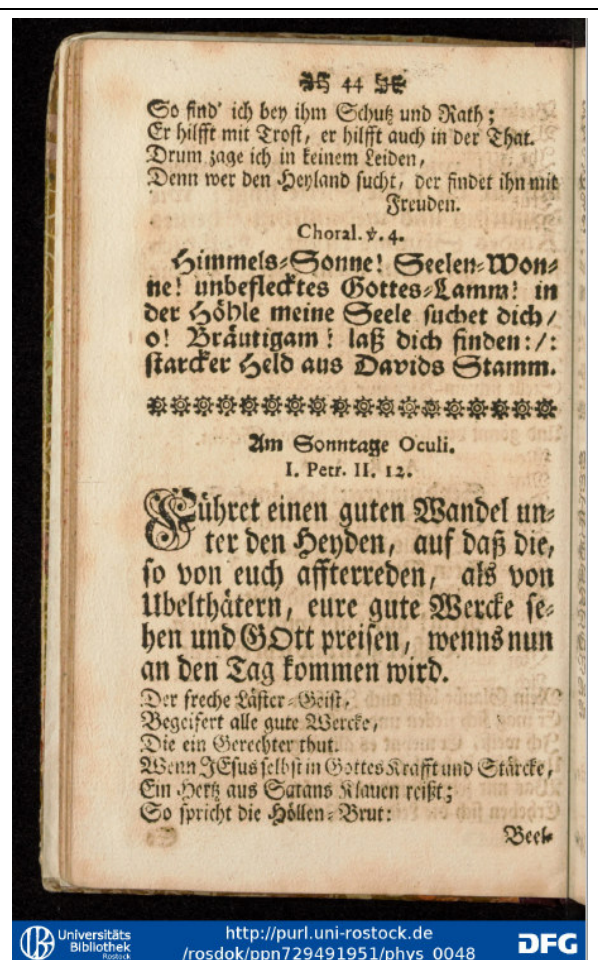 44
So find' ich bey ihm Schutz und Rath;
Er hilfft mit Trost, er hilfft auch in der That.
Drum zage ich in keinem Leiden,
Denn wer den Heyland sucht, der findet ihn mit
Freuden.
Choral. v. 4.
Himmels-Sonne! Seelen-Won-
ne! unbeflecktes Gottes-Lamm! in
der Höhle meine Seele suchet dich/
o! Bräutigam! laß dich finden:/:
starcker Held aus Davids Stamm.
Am Sonntage Oculi.
I. Petr. II. 12.
Führet einen guten Wandel un-
ter den Heyden, auf daß die,
so von euch affterreden, als von
Ubelthätern, eure gute Wercke se-
hen und GOtt preisen, wenns nun
an den Tag kommen wird.
Der freche Läster-Geist,
Begeifert alle gute Wercke,
Die ein Gerechter thut.
Wenn JEsus selbst in Gottes Krafft und Stärcke,
Ein Hertz aus Satans Klauen reißt;
So spricht die Höllen-Brut:
Beel-
Universitäts
Bibliothek
Rostock
http://purl.uni-rostock.de
/rosdok/ppn729491951/phys_0048
DFG